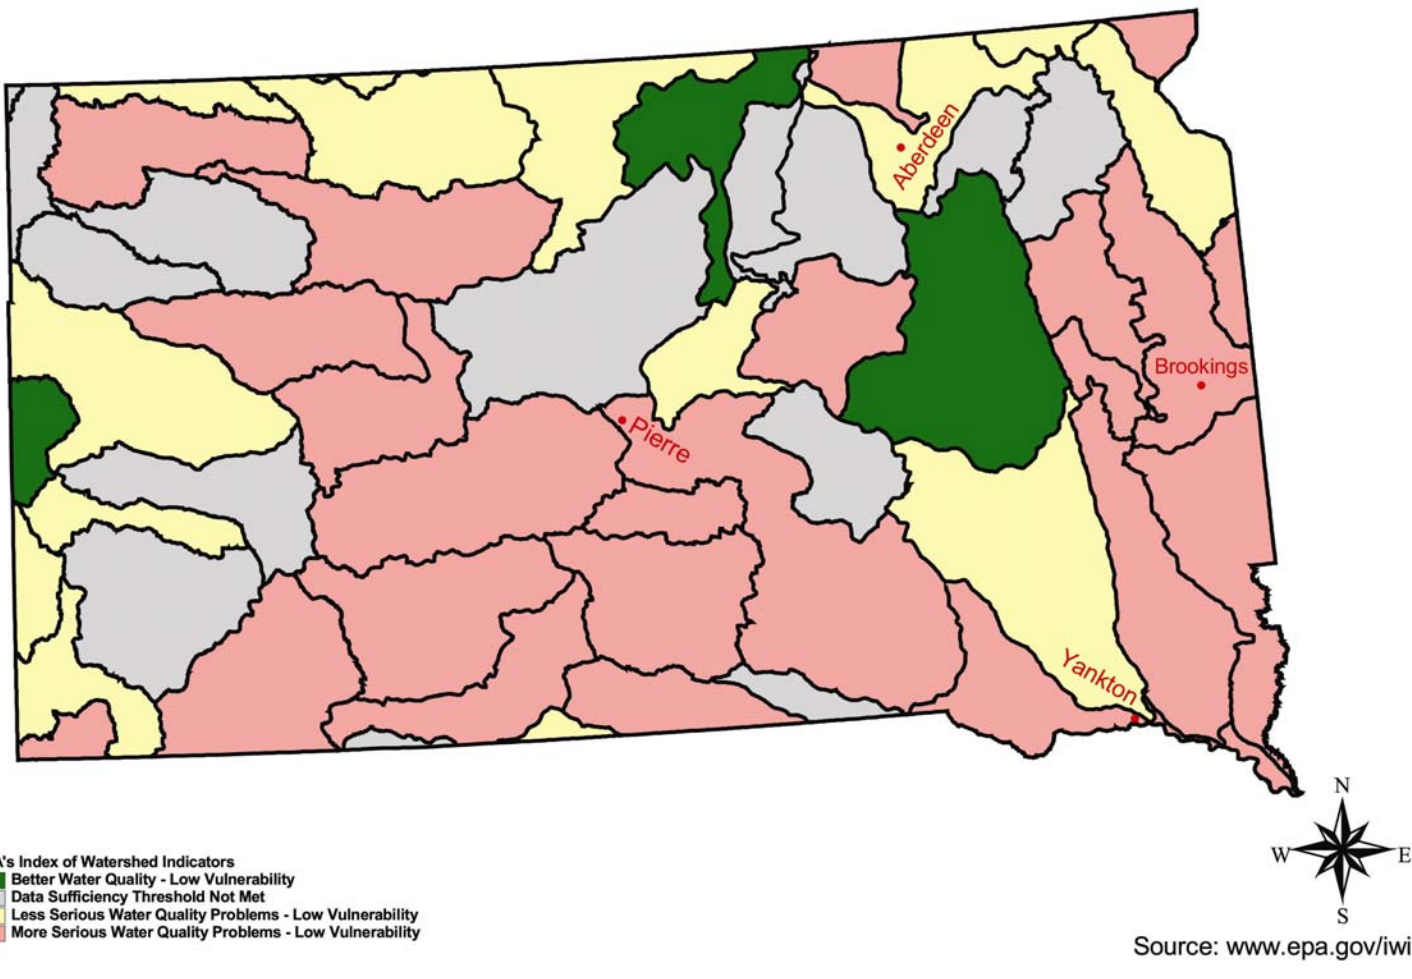 Aberdeen
Brookings
Pierre
Yankton
N
W E
S
A's Index of Watershed Indicators
Better Water Quality - Low Vulnerability
Data Sufficiency Threshold Not Met
Less Serious Water Quality Problems - Low Vulnerability
More Serious Water Quality Problems - Low Vulnerability
Source: www.epa.gov/iwi